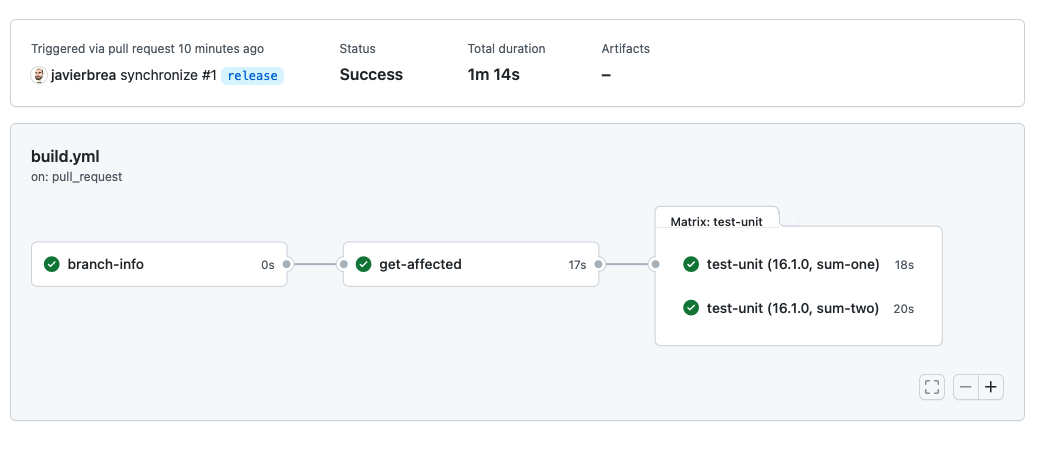 Triggered via pull request 10 minutes ago
javierbrea synchronize #1 release
Status
Success
Total duration
1m 14s
Artifacts
–
build.yml
on: pull_request
branch-info 0s
get-affected 17s
Matrix: test-unit
test-unit (16.1.0, sum-one) 18s
test-unit (16.1.0, sum-two) 20s